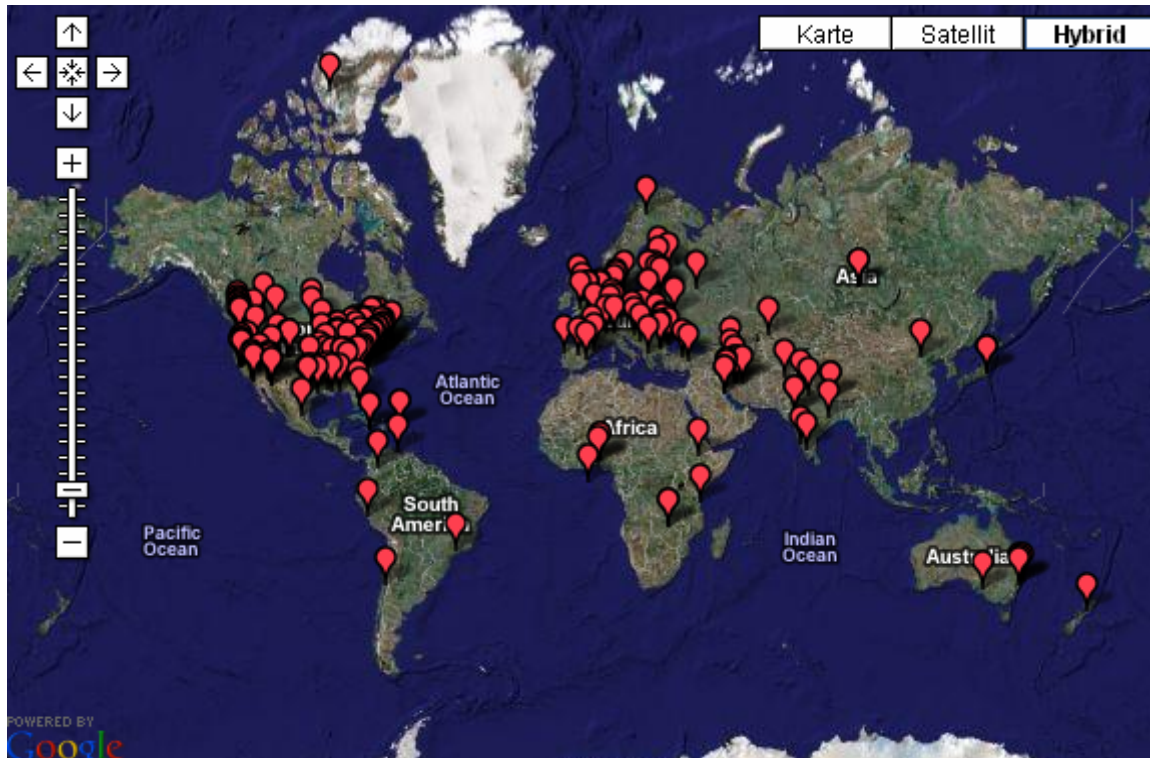 Karte
Satellit
Hybrid
Asia
Atlantic
Ocean
Africa
South
America
Pacific
Ocean
Indian
Ocean
Australia
POWERED BY
Google